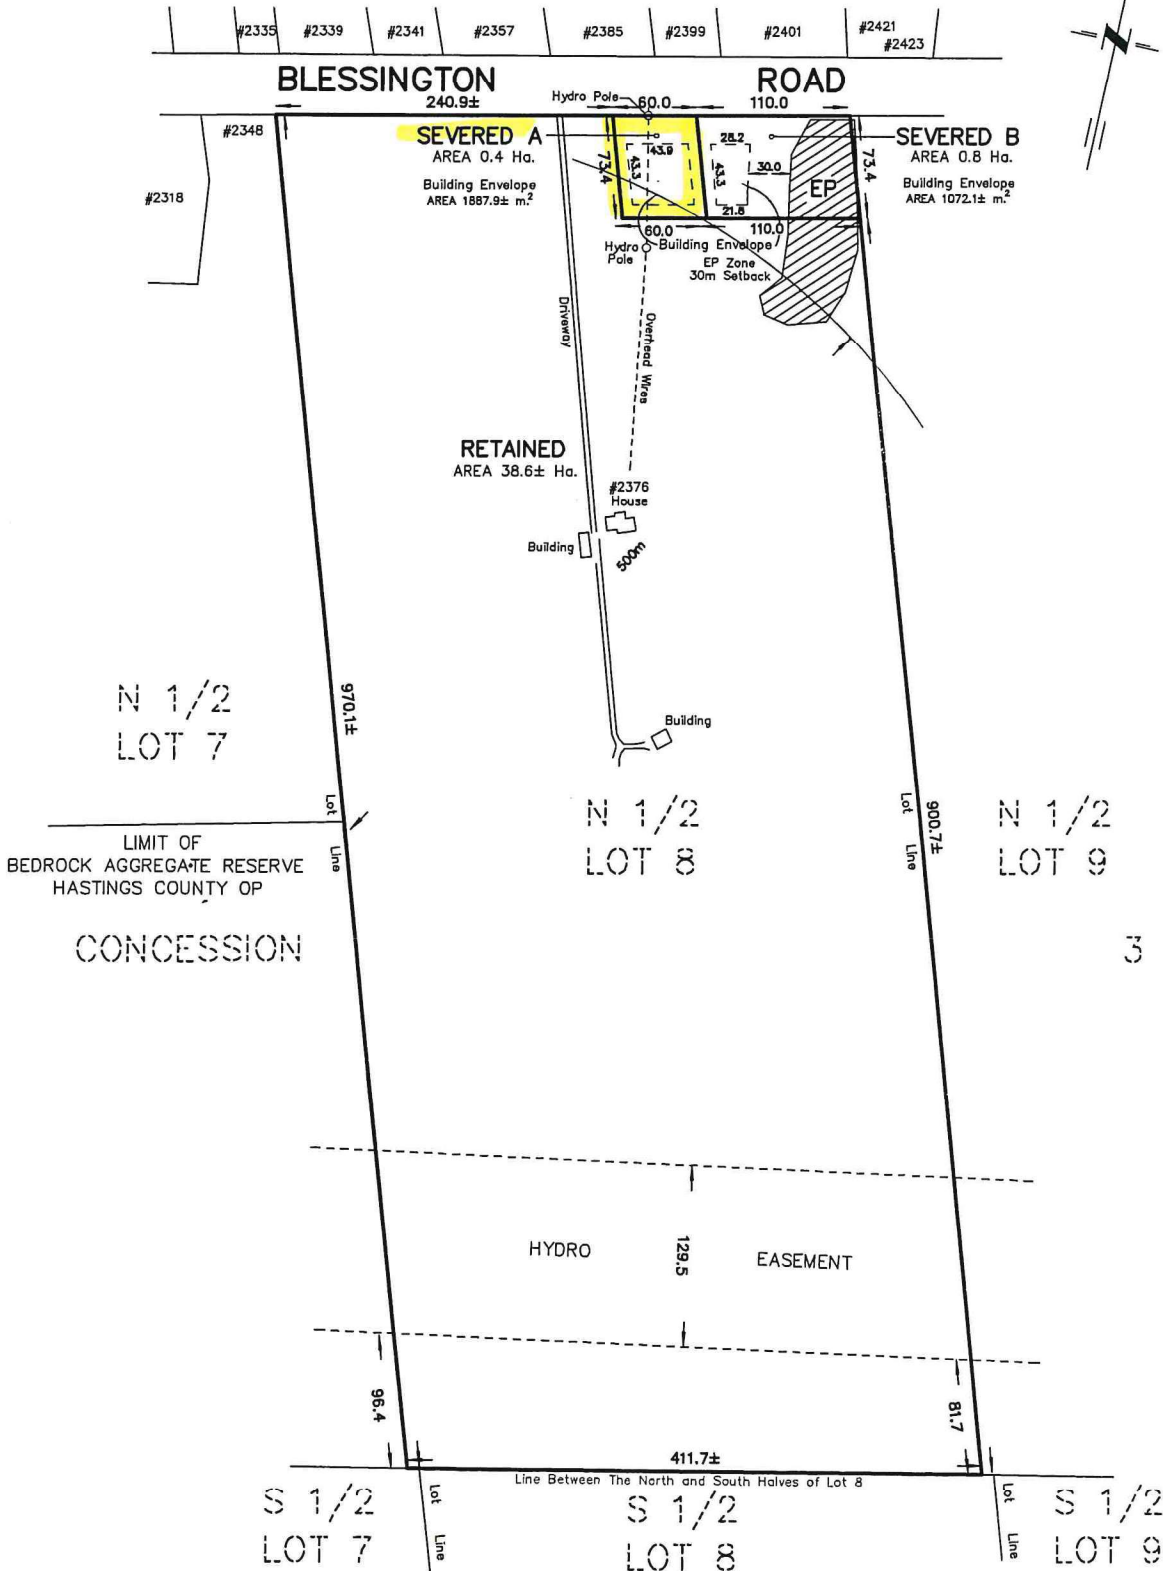 #2335 #2339 #2341 #2357 #2385 #2399 #2401 #2421
#2423
N
BLESSINGTON ROAD
240.9± Hydro Pole 60.0 110.0
#2348
SEVERED A
AREA 0.4 Ha.
Building Envelope
AREA 1887.9± m.²
73.4
43.9
43.3
28.2
43.3
30.0
21.8
EP
SEVERED B
AREA 0.8 Ha.
Building Envelope
AREA 1072.1± m.²
73.4
#2318
60.0 110.0
Hydro
Pole
Building Envelope
EP Zone
30m Setback
Driveway
Overhead Wires
RETAINED
AREA 38.6± Ha.
#2376
House
Building
500m
N 1/2
LOT 7
970.1±
Building
N 1/2
LOT 8
Lot Line
900.7±
N 1/2
LOT 9
Lot Line
LIMIT OF
BEDROCK AGGREGATE RESERVE
HASTINGS COUNTY OP
CONCESSION 3
HYDRO EASEMENT
129.5
96.4
81.7
411.7±
Line Between The North and South Halves of Lot 8
S 1/2
LOT 7
Lot Line
S 1/2
LOT 8
Lot Line
S 1/2
LOT 9